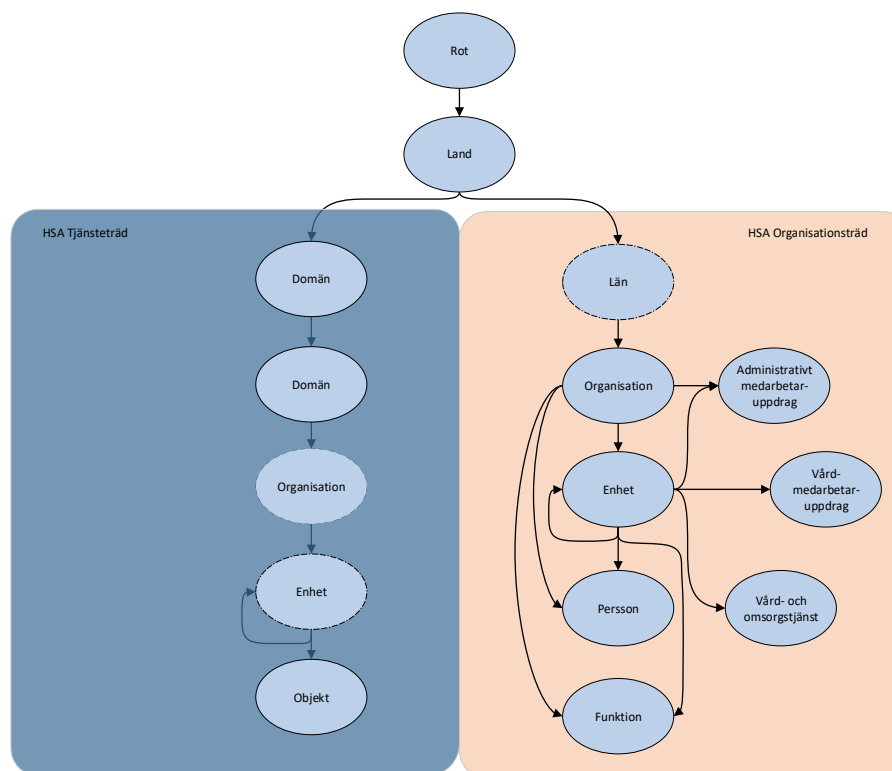 Rot
Land
HSA Tjänsteträd
Domän
Domän
Organisation
Enhet
Objekt
HSA Organisationsträd
Län
Organisation
Administrativt
medarbetar-
uppdrag
Enhet
Vård-
medarbetar-
uppdrag
Persson
Vård- och
omsorgstjänst
Funktion